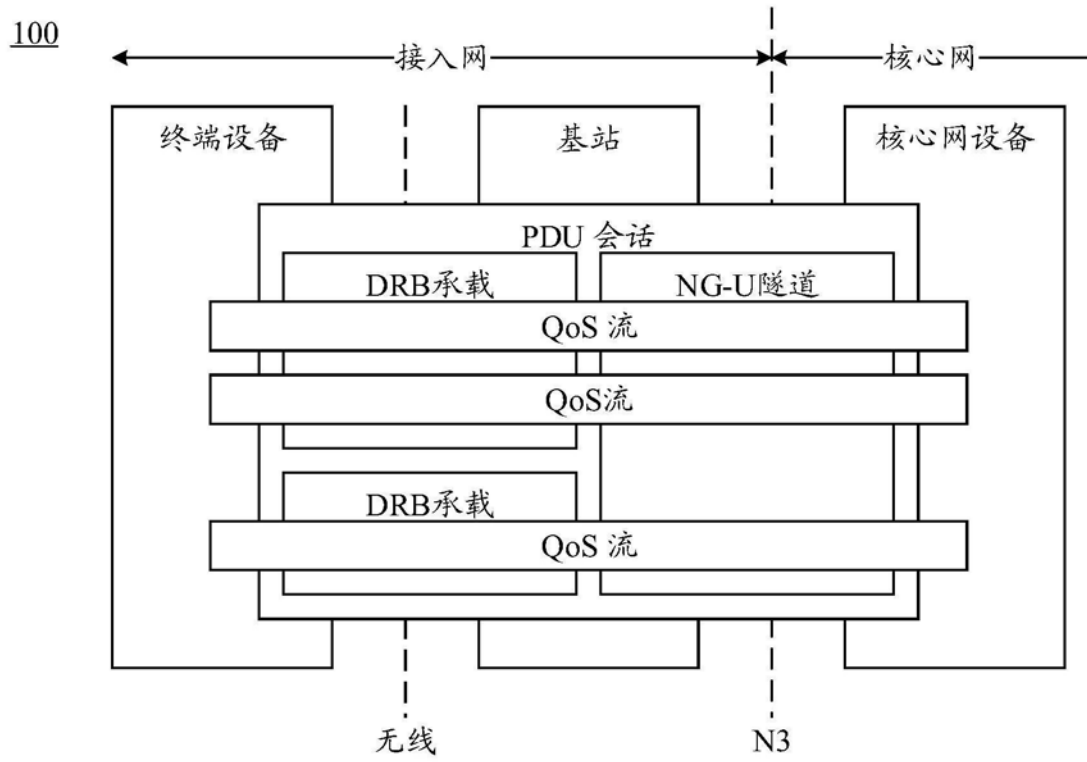 100
接入网
核心网
终端设备
基站
核心网设备
PDU 会话
DRB承载
NG-U隧道
QoS 流
QoS流
DRB承载
QoS 流
无线
N3